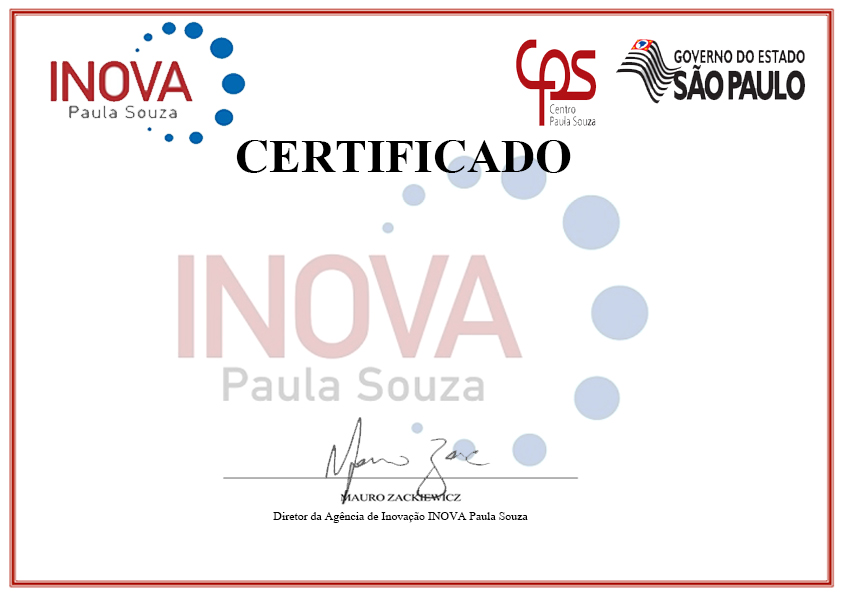 INOVA
Paula Souza
CPS
Centro
Paula Souza
GOVERNO DO ESTADO
SÃO PAULO
CERTIFICADO
INOVA
Paula Souza
MAURO ZACKIEWICZ
Diretor da Agência de Inovação INOVA Paula Souza